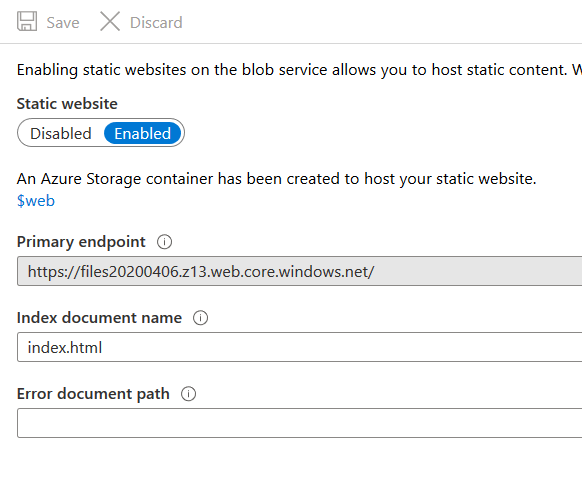 Save Discard
Enabling static websites on the blob service allows you to host static content.
Static website
Disabled Enabled
An Azure Storage container has been created to host your static website.
$web
Primary endpoint
https://files20200406.z13.web.core.windows.net/
Index document name
index.html
Error document path